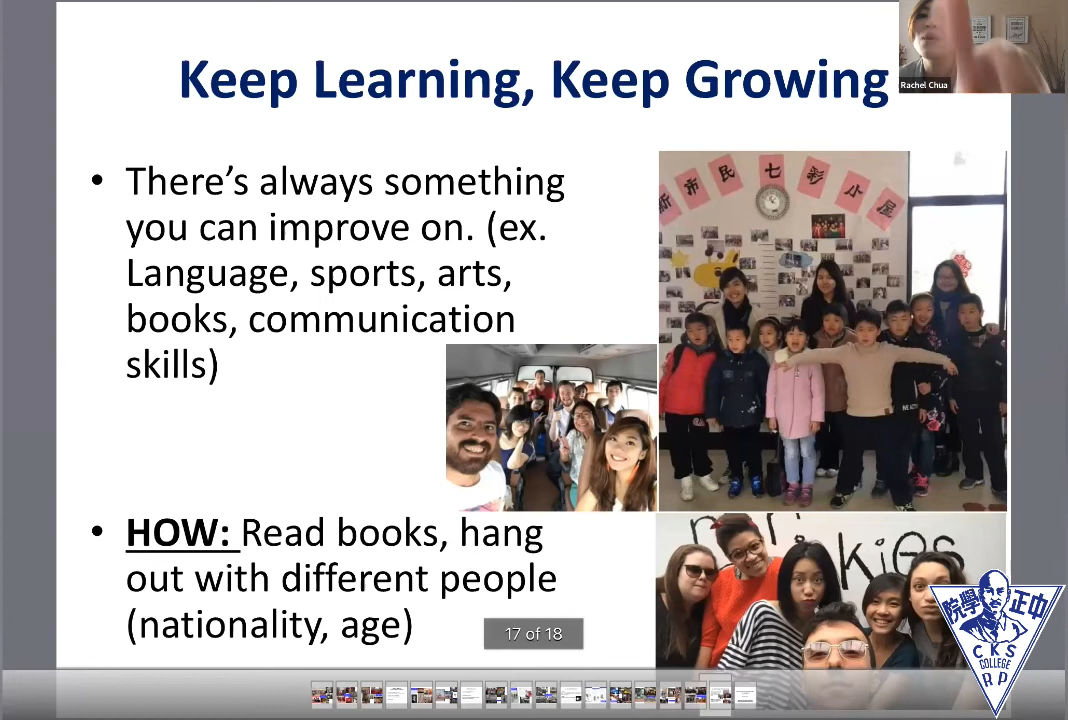 Keep Learning, Keep Growing
Rachel Chua
• There’s always something
you can improve on. (ex.
Language, sports, arts,
books, communication
skills)
新市民七彩小屋
• HOW: Read books, hang
out with different people
(nationality, age)
17 of 18
院學 正中
CKS
COLLEGE
RP